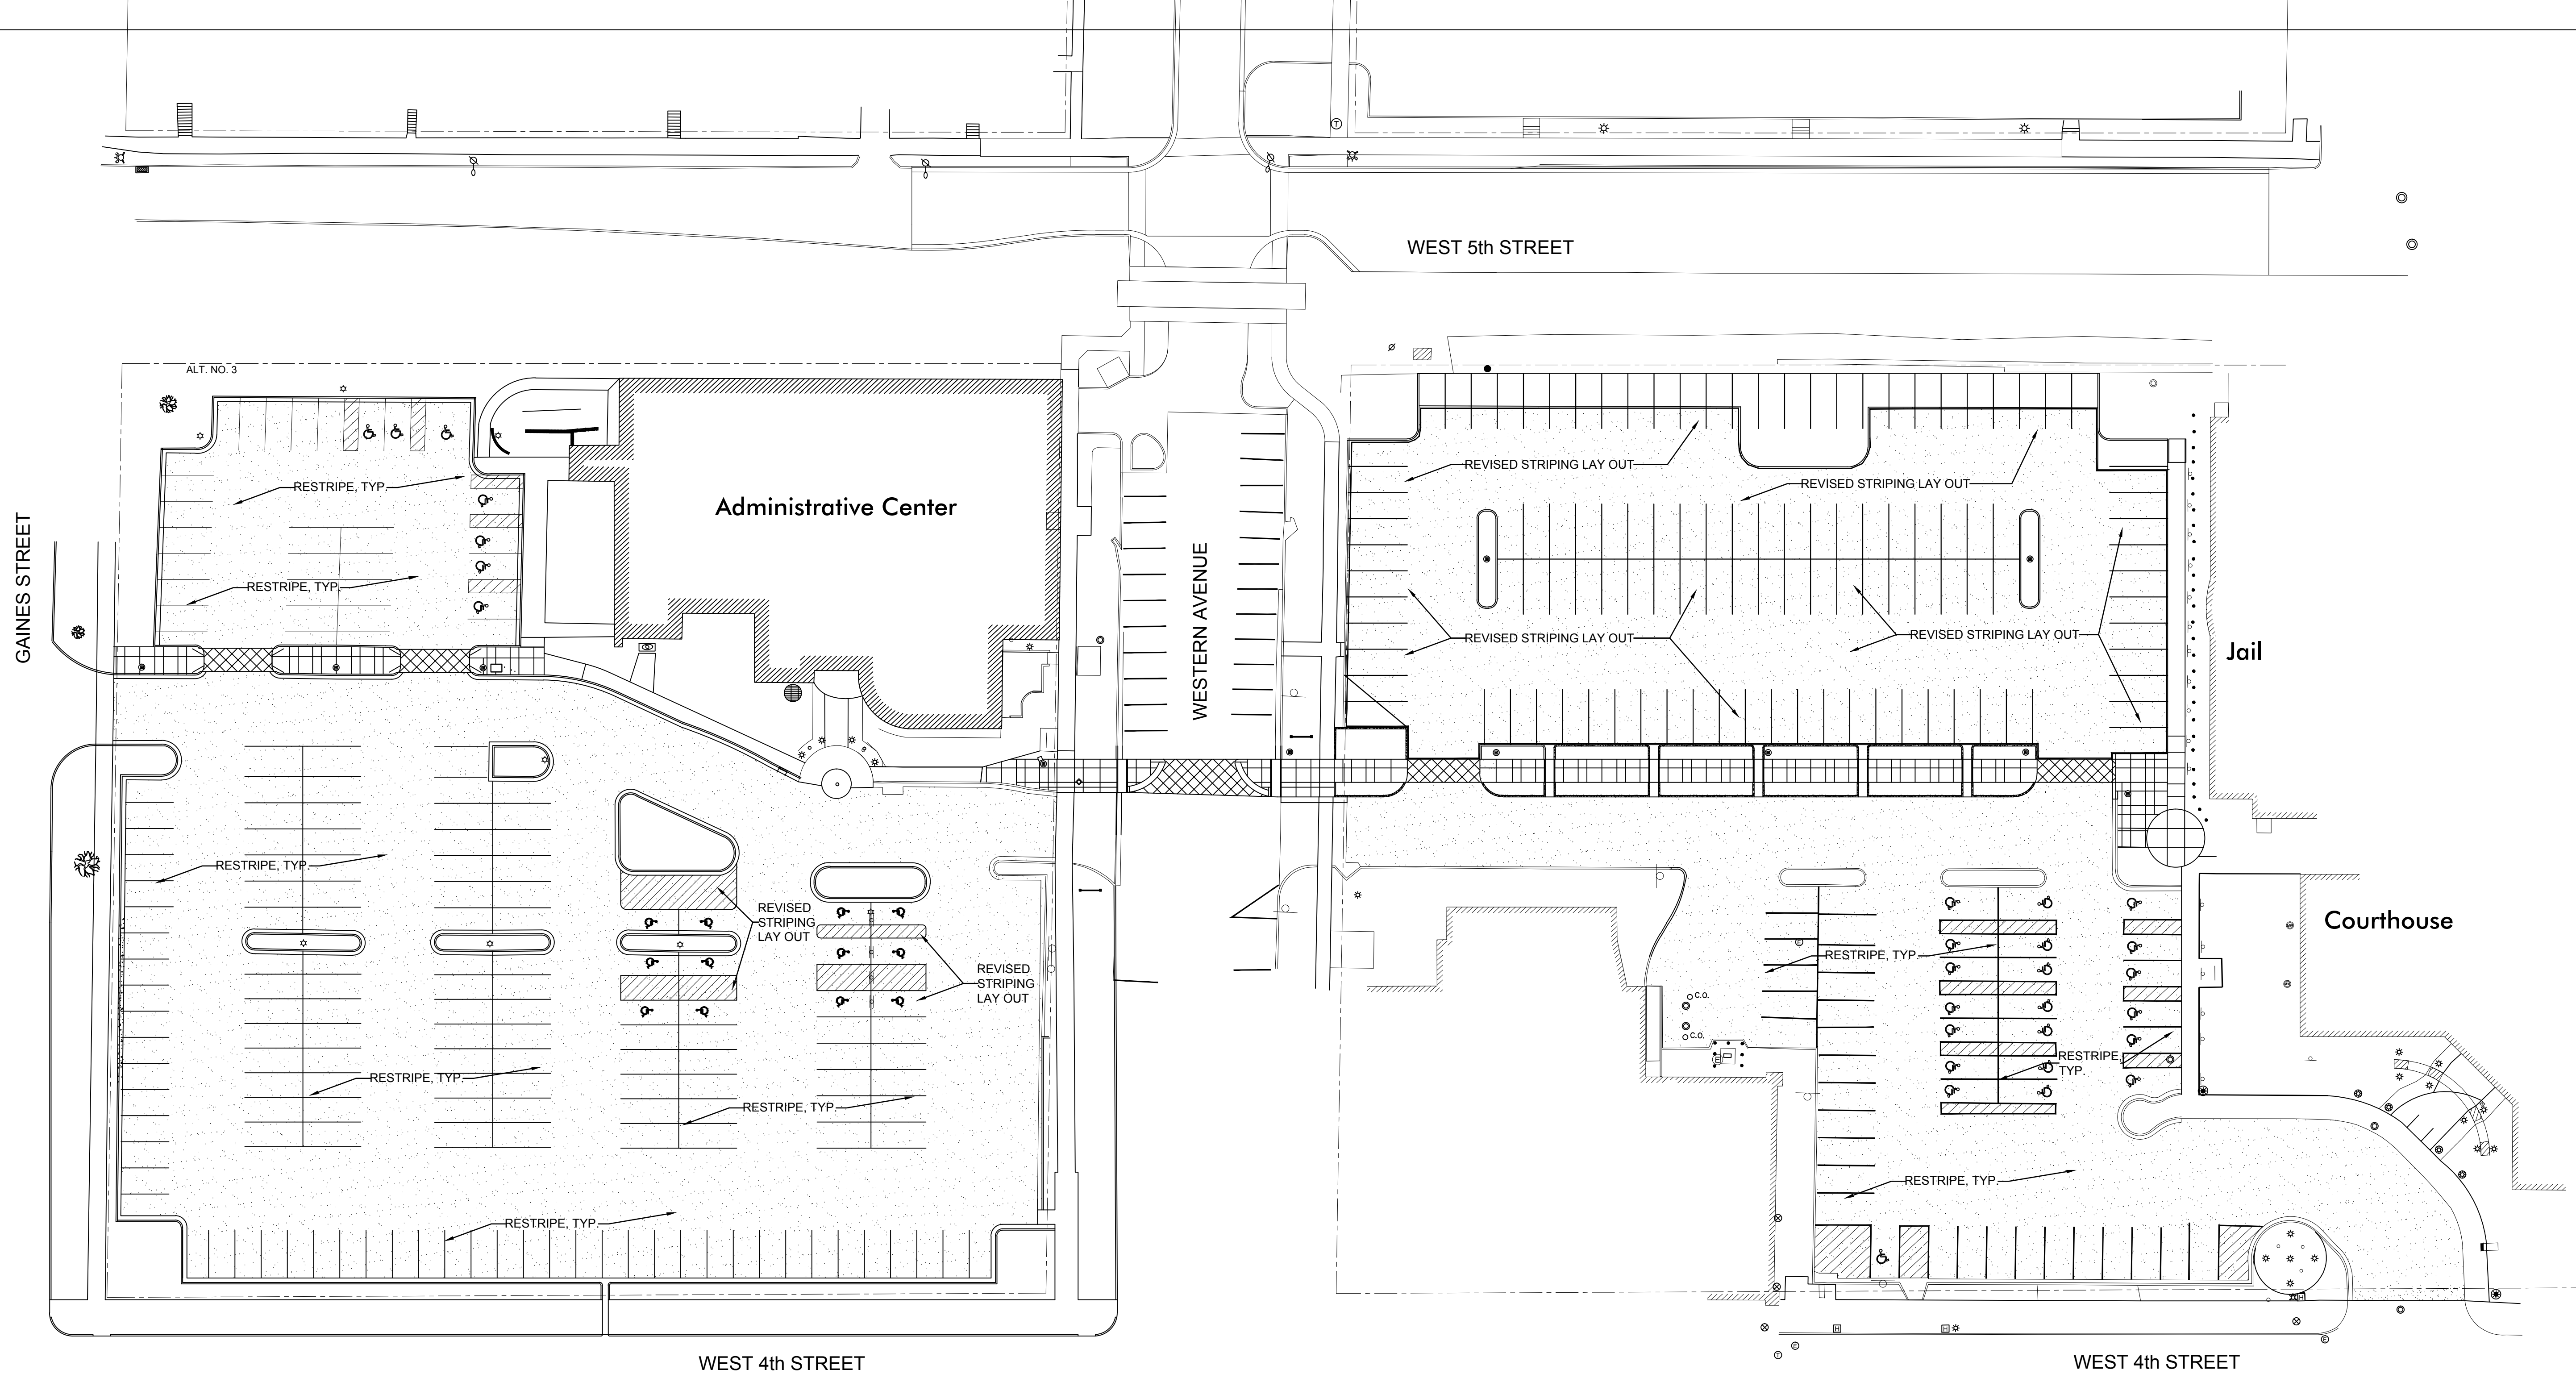 WEST 5th STREET
ALT. NO. 3
GAINES STREET
RESTRIPE, TYP.
RESTRIPE, TYP.
Administrative Center
WESTERN AVENUE
REVISED STRIPING LAY OUT
REVISED STRIPING LAY OUT
REVISED STRIPING LAY OUT
REVISED STRIPING LAY OUT
Jail
RESTRIPE, TYP.
REVISED
STRIPING
LAY OUT
REVISED
STRIPING
LAY OUT
RESTRIPE, TYP.
RESTRIPE, TYP.
RESTRIPE, TYP.
Courthouse
RESTRIPE, TYP.
C.O.
C.O.
E
RESTRIPE,
TYP.
RESTRIPE, TYP.
H
H
H
T
E
E
E
T
WEST 4th STREET
WEST 4th STREET